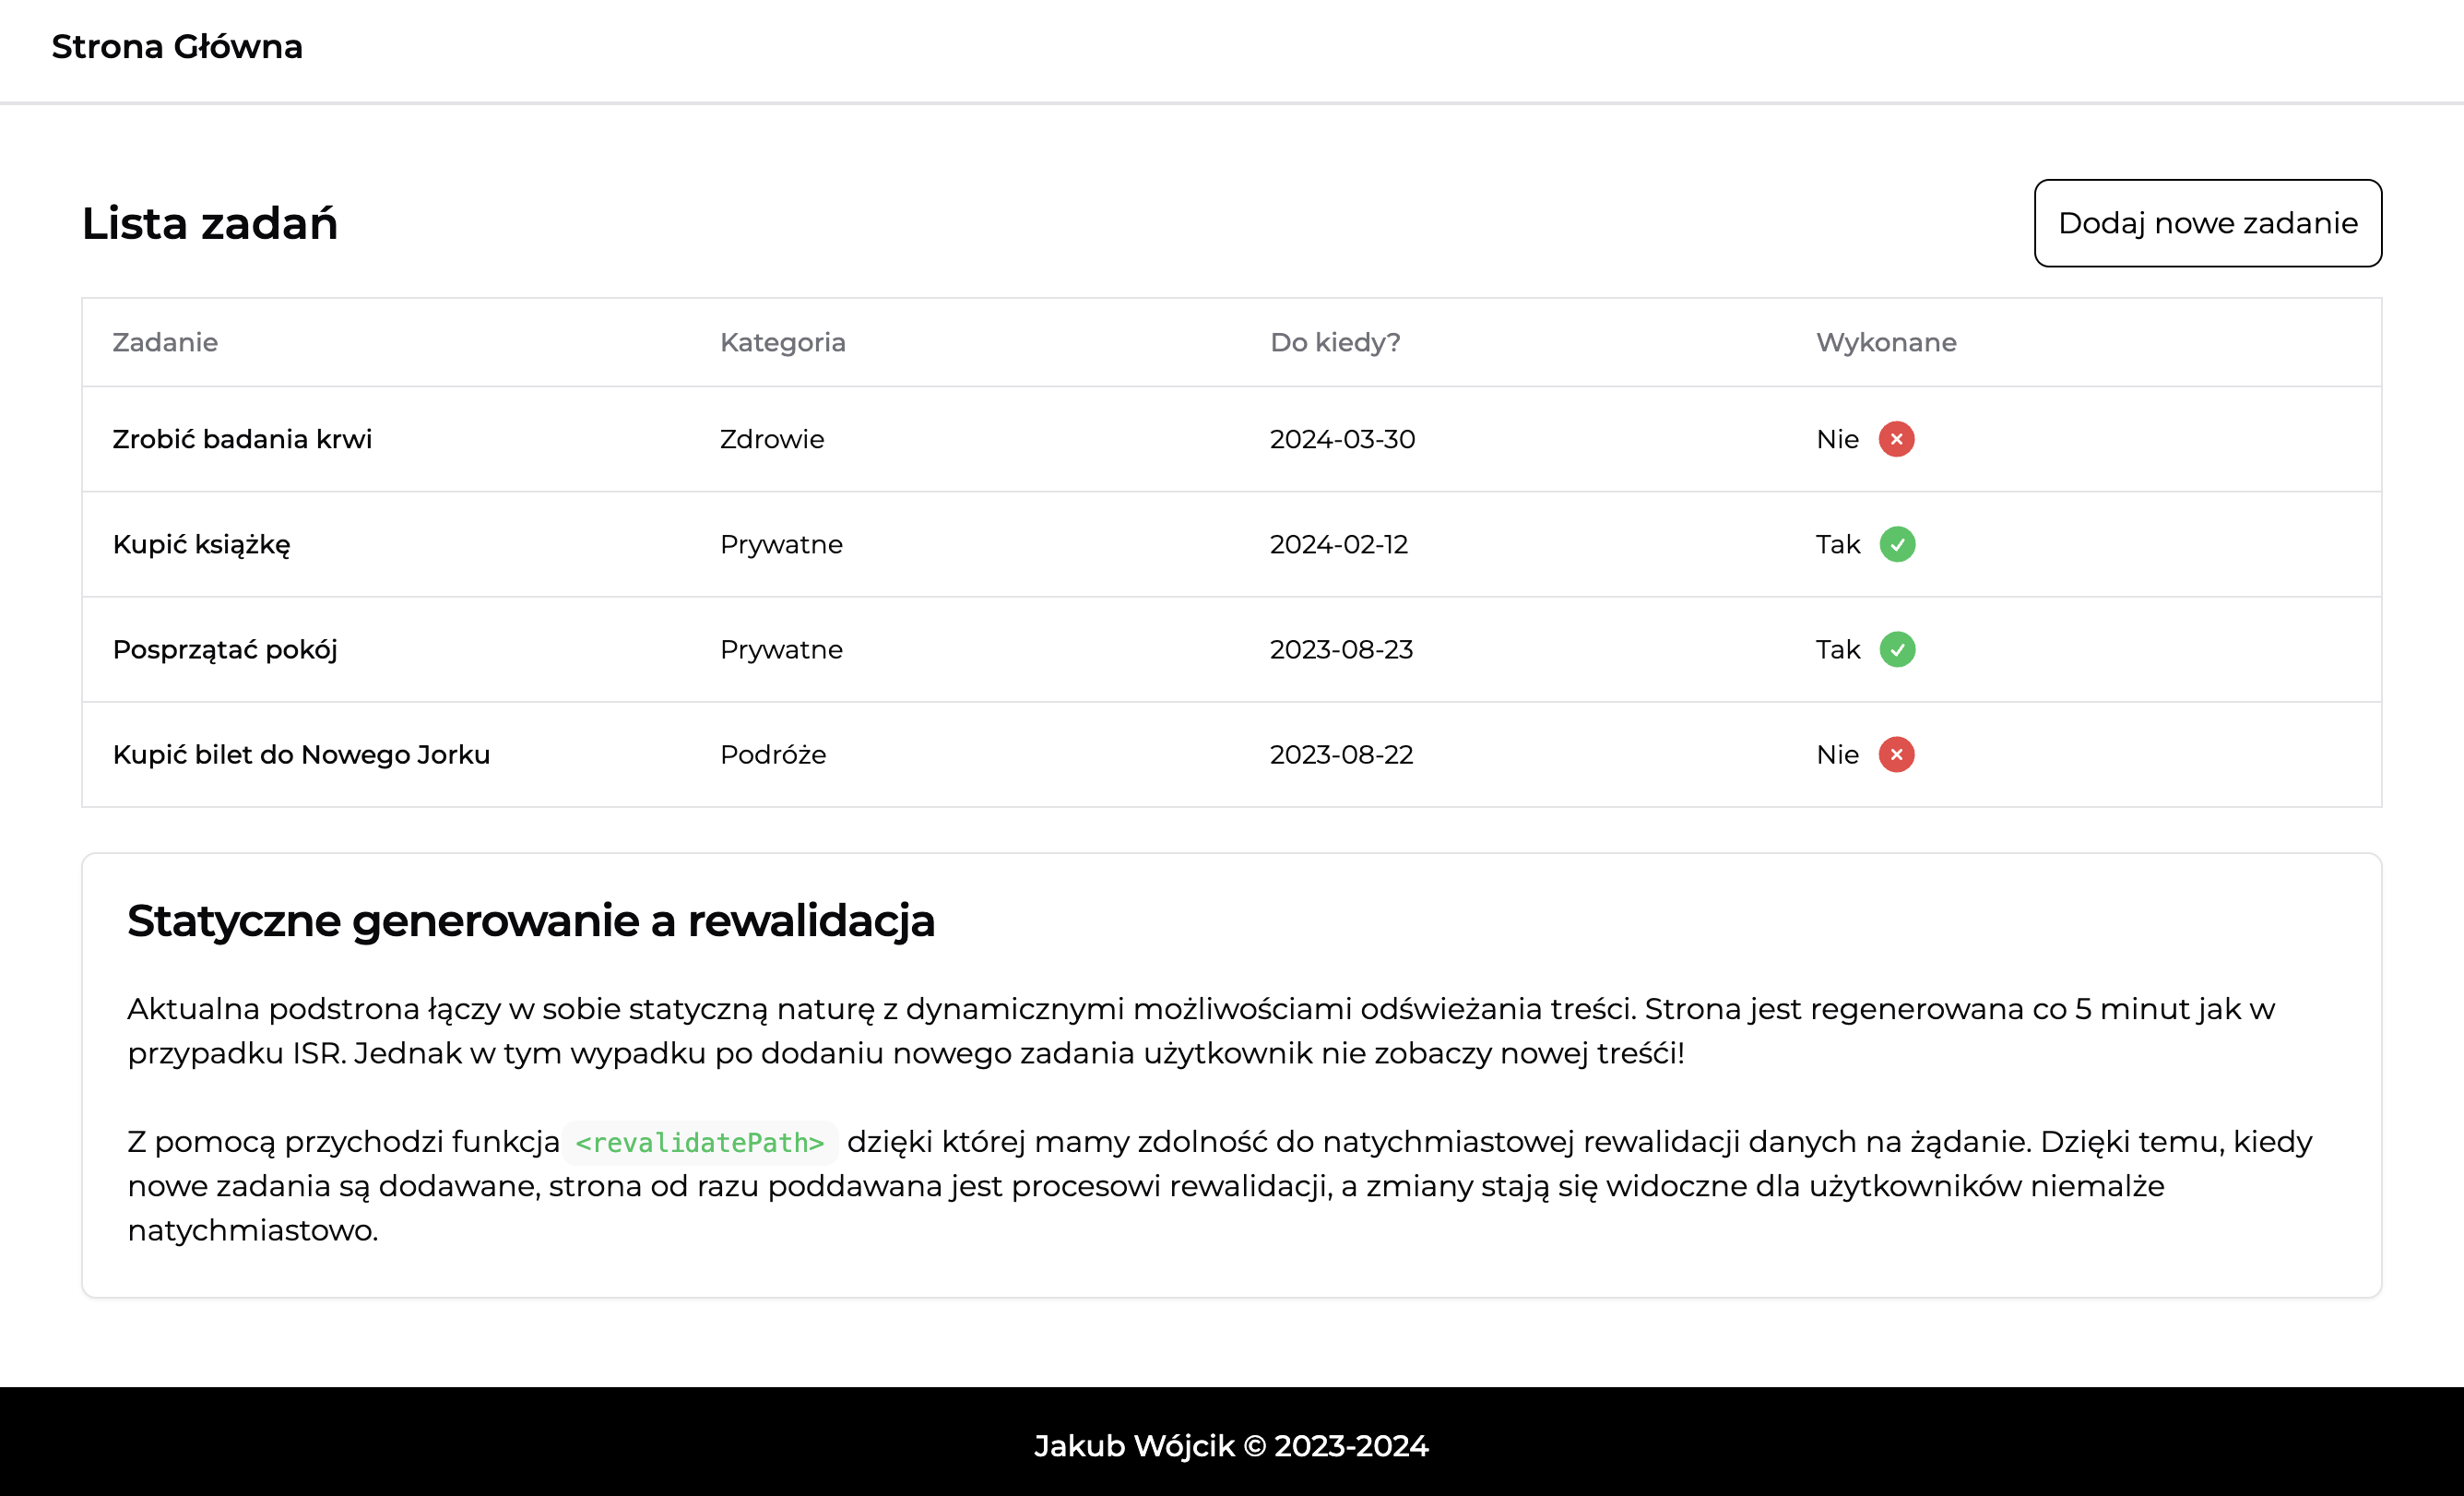 Strona Główna
Lista zadań
Dodaj nowe zadanie
Zadanie Kategoria Do kiedy? Wykonane
Zrobić badania krwi Zdrowie 2024-03-30 Nie
Kupić książkę Prywatne 2024-02-12 Tak
Posprzątać pokój Prywatne 2023-08-23 Tak
Kupić bilet do Nowego Jorku Podróże 2023-08-22 Nie
Statyczne generowanie a rewalidacja
Aktualna podstrona łączy w sobie statyczną naturę z dynamicznymi możliwościami odświeżania treści. Strona jest regenerowana co 5 minut jak w
przypadku ISR. Jednak w tym wypadku po dodaniu nowego zadania użytkownik nie zobaczy nowej treśći!
Z pomocą przychodzi funkcja <revalidatePath> dzięki której mamy zdolność do natychmiastowej rewalidacji danych na żądanie. Dzięki temu, kiedy
nowe zadania są dodawane, strona od razu poddawana jest procesowi rewalidacji, a zmiany stają się widoczne dla użytkowników niemalże
natychmiastowo.
Jakub Wójcik © 2023-2024